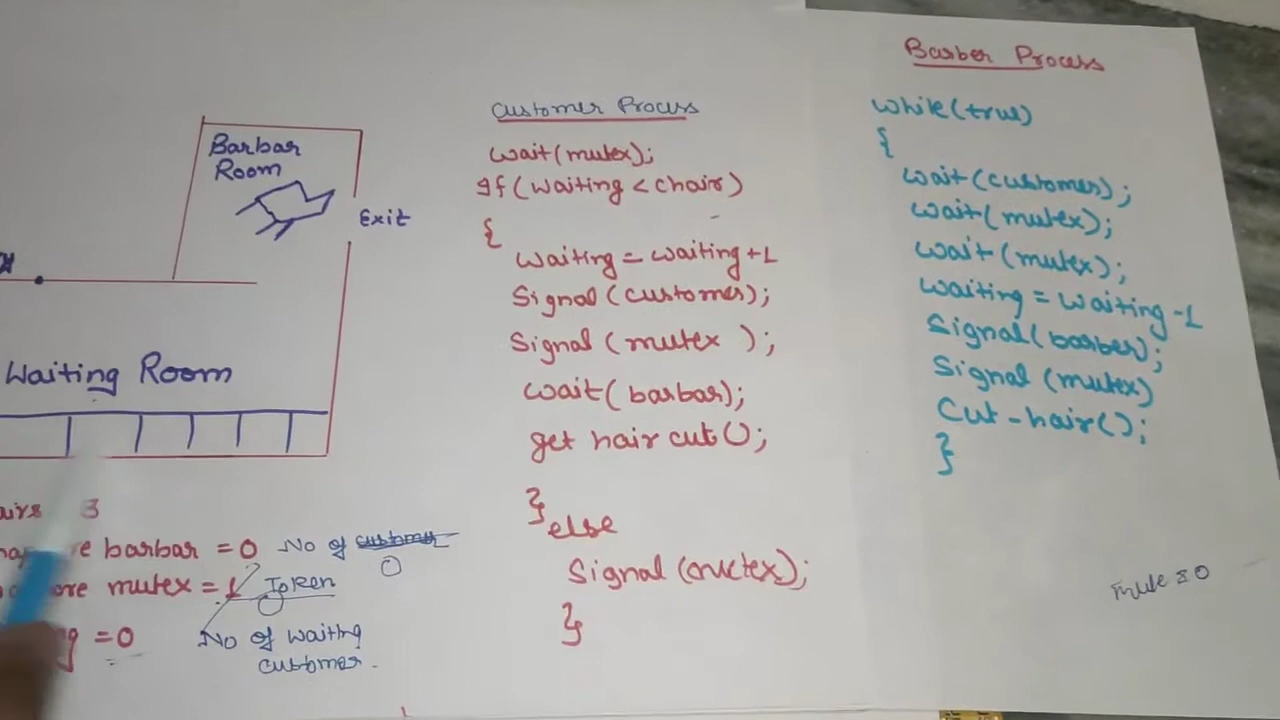 Barbar
Room
Exit
Waiting Room
3
barbar = 0 No of customer
0
mutex = 1 Token
= 0 No of waiting
customer.
Customer Process
wait(mutex);
If(waiting < chair)
{
waiting = waiting + 1
Signal (customer);
Signal (mutex );
wait( barbar);
get hair cut();
}
else
Signal (mutex);
}
Barber Process
while(true)
{
wait(customer);
wait(mutex);
wait(mutex);
waiting = waiting - 1
Signal(barber);
Signal (mutex)
Cut-hair();
}